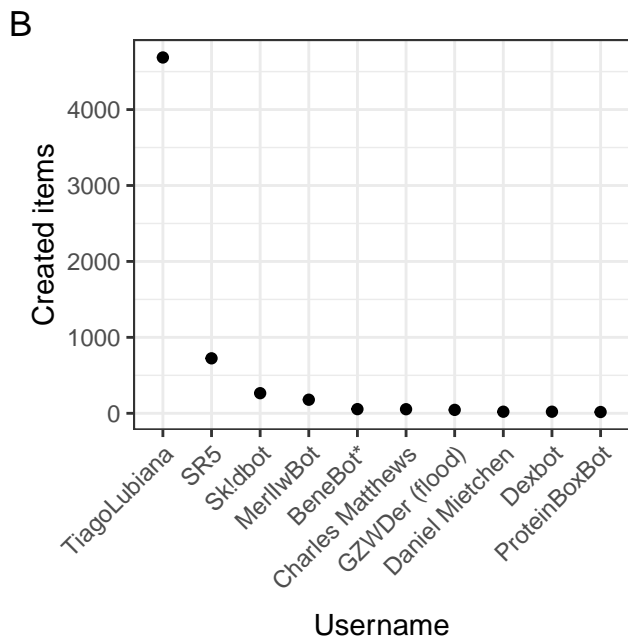 B
Created items
4000
3000
2000
1000
0
TiagoLubiana
SR5
Sk!dbot
MerlIwBot
BeneBot*
Charles Matthews
GZWDer (flood)
Daniel Mietchen
Dexbot
ProteinBoxBot
Username